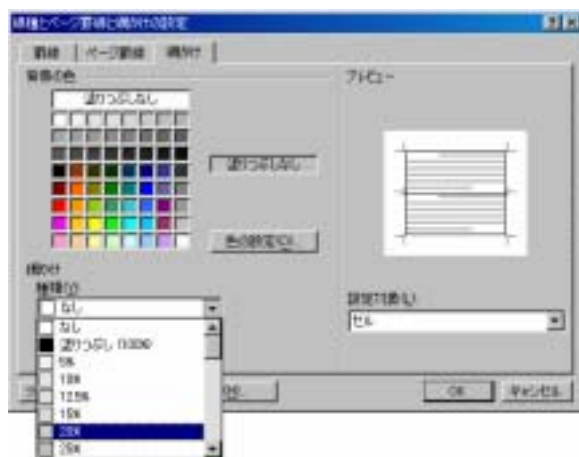 線種とページ罫線と網かけの設定
罫線
ページ罫線
網かけ
背景の色
塗りつぶしなし
塗りつぶしなし
色の設定(O)...
網かけ
種類(Y)
なし
なし
塗りつぶし (100%)
5%
10%
12.5%
15%
20%
25%
プレビュー
設定対象(L)
セル
OK
キャンセル